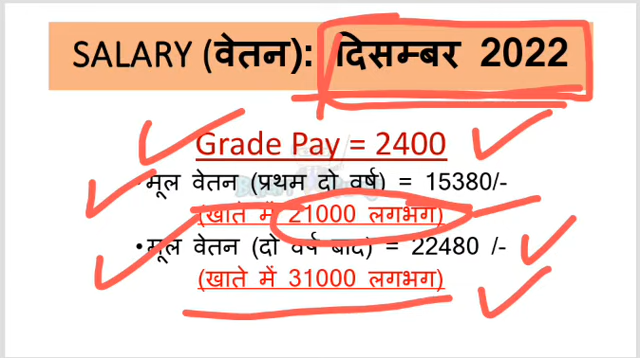 SALARY (वेतन): दिसम्बर 2022
Grade Pay = 2400
•मूल वेतन (प्रथम दो वर्ष) = 15380/-
(खाते में 21000 लगभग)
•मूल वेतन (दो वर्ष बाद) = 22480 /-
(खाते में 31000 लगभग)